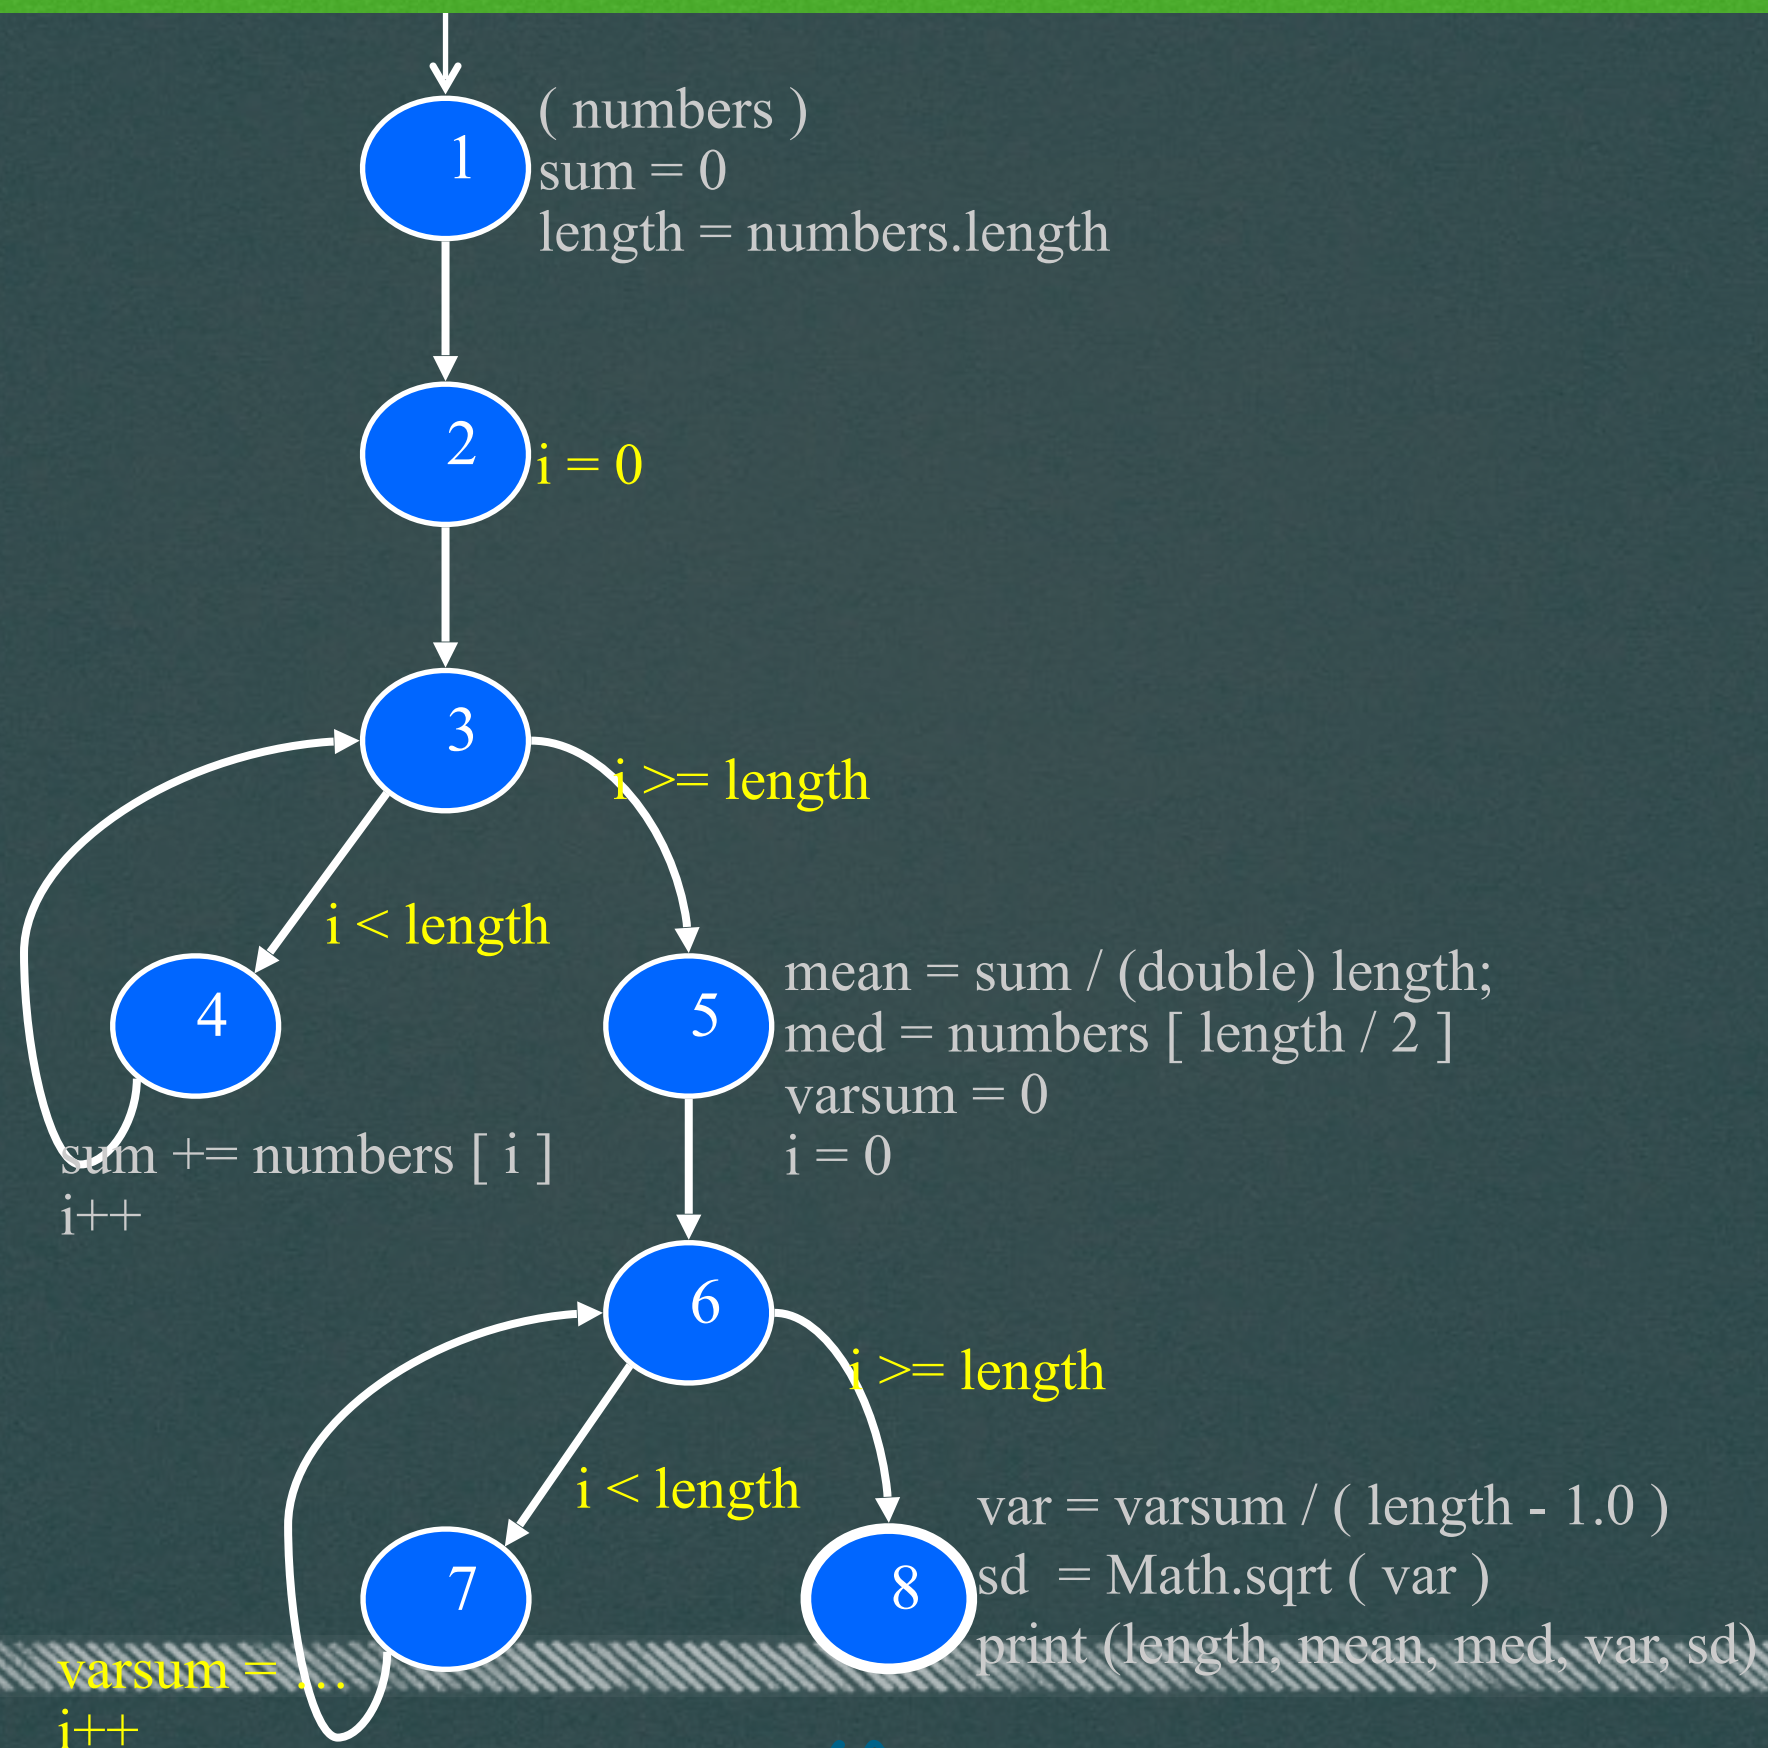 1
( numbers )
sum = 0
length = numbers.length
2
i = 0
3
i >= length
i < length
4
sum += numbers [ i ]
i++
5
mean = sum / (double) length;
med = numbers [ length / 2 ]
varsum = 0
i = 0
6
i >= length
i < length
7
varsum = …
i++
8
var = varsum / ( length - 1.0 )
sd = Math.sqrt ( var )
print (length, mean, med, var, sd)